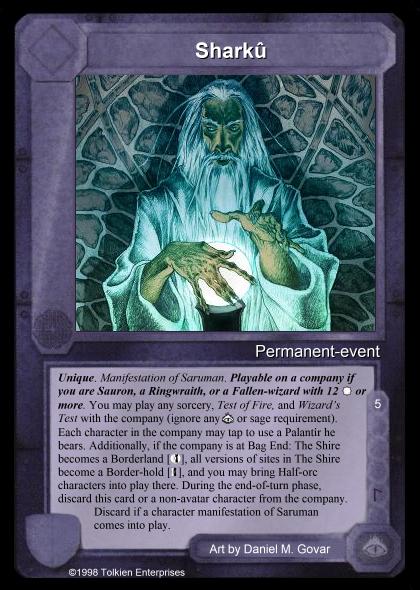 Sharkû
Permanent-event
Unique. Manifestation of Saruman. Playable on a company if
you are Sauron, a Ringwraith, or a Fallen-wizard with 12 or
more. You may play any sorcery, Test of Fire, and Wizard's
Test with the company (ignore any or sage requirement).
Each character in the company may tap to use a Palantír he
bears. Additionally, if the company is at Bag End: The Shire
becomes a Borderland [ ], all versions of sites in The Shire
become a Border-hold [ ], and you may bring Half-orc
characters into play there. During the end-of-turn phase,
discard this card or a non-avatar character from the company.
Discard if a character manifestation of Saruman
comes into play.
5
Art by Daniel M. Govar
©1998 Tolkien Enterprises